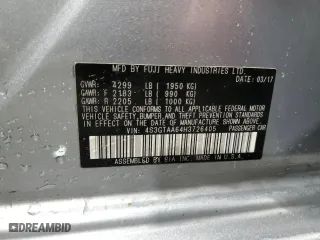 MFD. BY FUJI HEAVY INDUSTRIES LTD.
GVWR: 4299 LB ( 1950 KG) DATE: 03/17
GAWR: F 2183 LB ( 990 KG)
GAWR: R 2205 LB ( 1000 KG)
THIS VEHICLE CONFORMS TO ALL APPLICABLE
U.S. FEDERAL MOTOR VEHICLE
SAFETY, BUMPER, AND THEFT PREVENTION STANDARDS
IN EFFECT ON THE DATE OF MANUFACTURE SHOWN ABOVE.
VIN: 4S3GTAA64H3726405 PASSENGER CAR
ASSEMBLED BY SIA, INC. MADE IN U.S.A.
© DealerCenter